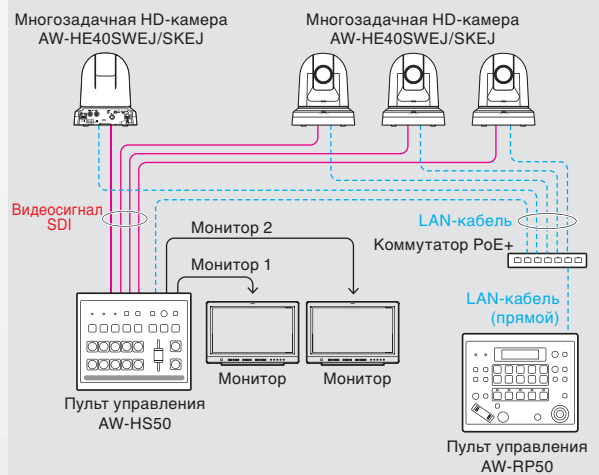 Многозадачная HD-камера
AW-HE40SWEJ/SKEJ
Многозадачная HD-камера
AW-HE40SWEJ/SKEJ
Видеосигнал
SDI
LAN-кабель
Коммутатор PoE+
Монитор 2
Монитор 1
LAN-кабель
(прямой)
Монитор
Монитор
Пульт управления
AW-HS50
Пульт управления
AW-RP50